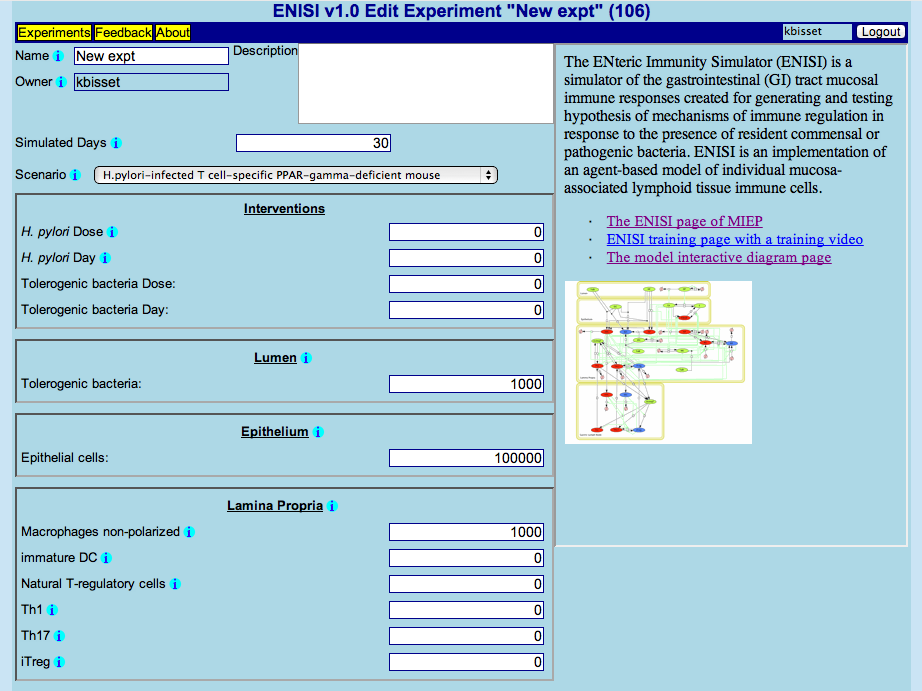 ENISI v1.0 Edit Experiment "New expt" (106)
Experiments Feedback About kbisset Logout
Name i New expt Description
Owner i kbisset
Simulated Days i 30
Scenario i H.pylori-infected T cell-specific PPAR-gamma-deficient mouse
Interventions
H. pylori Dose i 0
H. pylori Day i 0
Tolerogenic bacteria Dose: 0
Tolerogenic bacteria Day: 0
Lumen i
Tolerogenic bacteria: 1000
Epithelium i
Epithelial cells: 100000
Lamina Propria i
Macrophages non-polarized i 1000
immature DC i 0
Natural T-regulatory cells i 0
Th1 i 0
Th17 i 0
iTreg i 0
The ENteric Immunity Simulator (ENISI) is a
simulator of the gastrointestinal (GI) tract mucosal
immune responses created for generating and testing
hypothesis of mechanisms of immune regulation in
response to the presence of resident commensal or
pathogenic bacteria. ENISI is an implementation of
an agent-based model of individual mucosa-
associated lymphoid tissue immune cells.
· The ENISI page of MIEP
· ENISI training page with a training video
· The model interactive diagram page